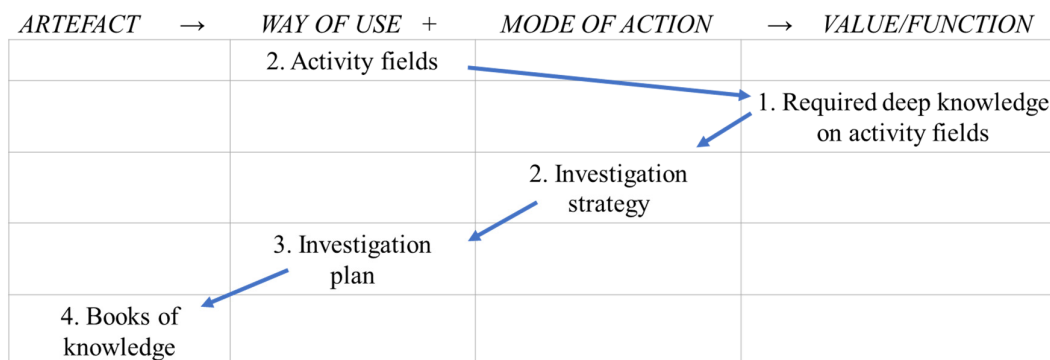 ARTEFACT → WAY OF USE + MODE OF ACTION → VALUE/FUNCTION
2. Activity fields
1. Required deep knowledge
on activity fields
2. Investigation
strategy
3. Investigation
plan
4. Books of
knowledge